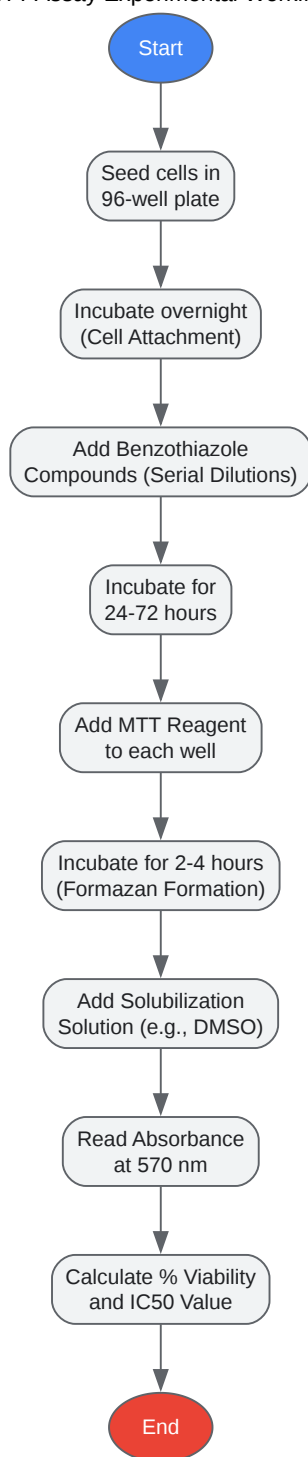 Assay Experimental
Start
Seed cells in
96-well plate
Incubate overnight
(Cell Attachment)
Add Benzothiazole
Compounds (Serial Dilutions)
Incubate for
24-72 hours
Add MTT Reagent
to each well
Incubate for 2-4 hours
(Formazan Formation)
Add Solubilization
Solution (e.g., DMSO)
Read Absorbance
at 570 nm
Calculate % Viability
and IC50 Value
End